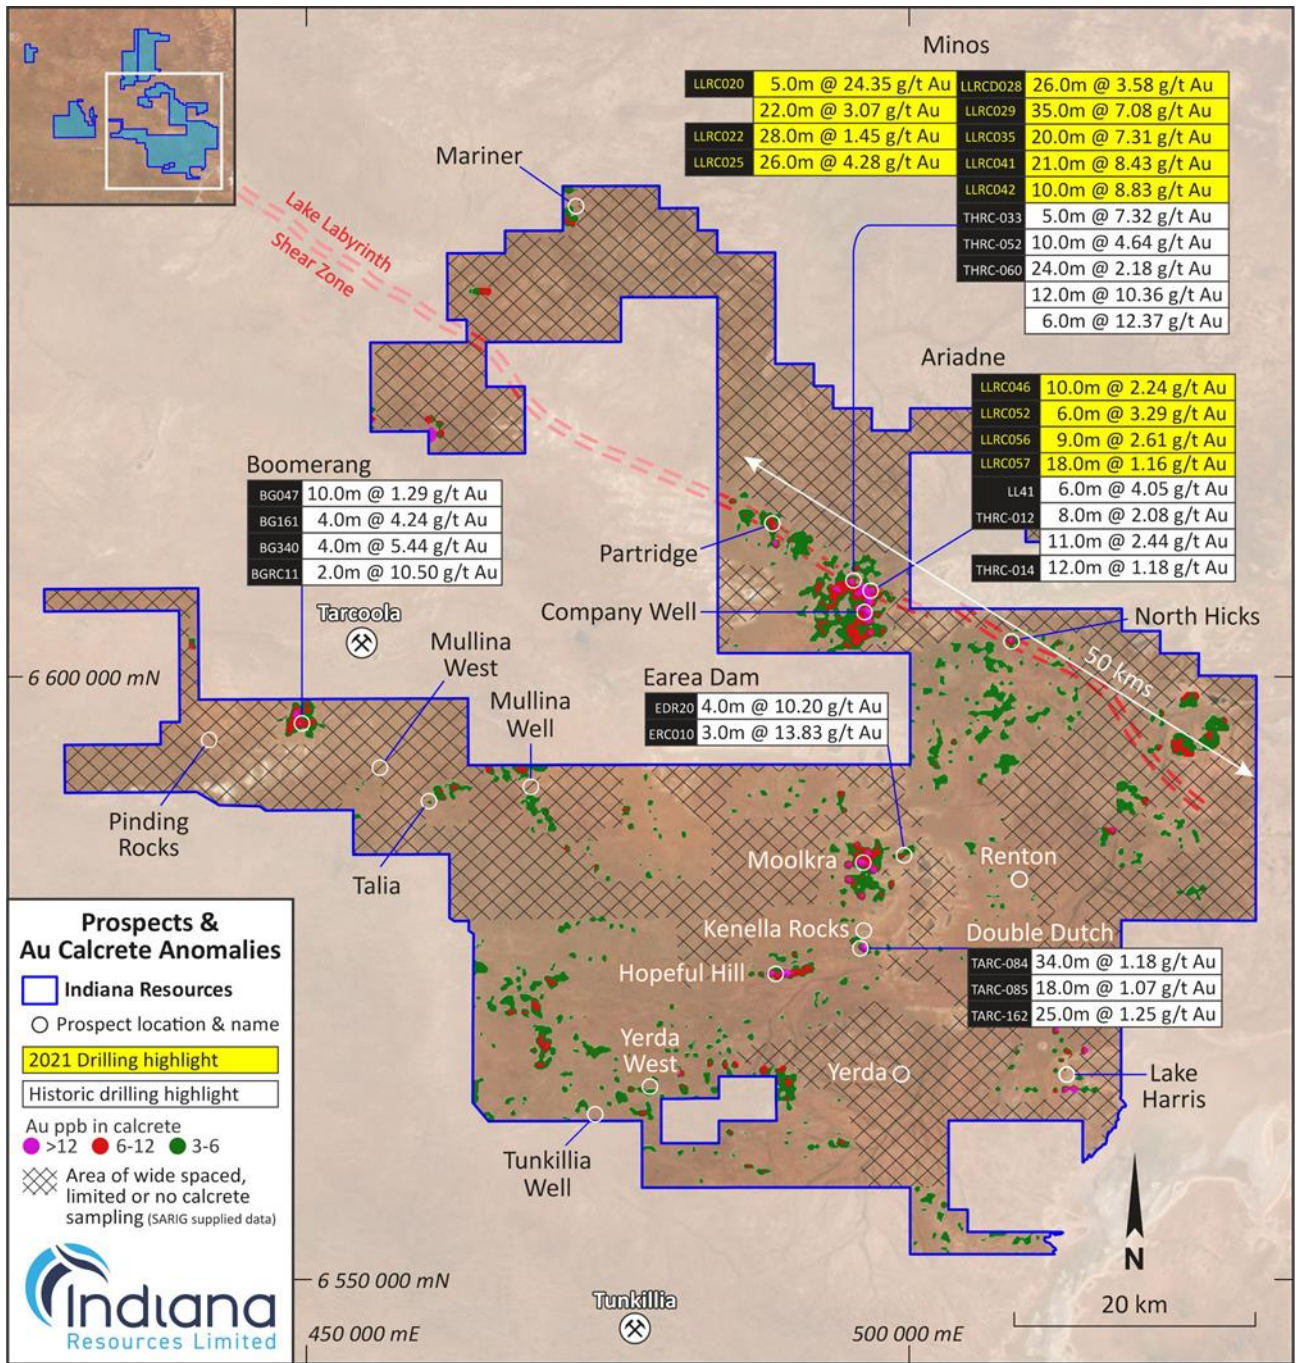 Minos
LLRC020 5.0m @ 24.35 g/t Au
22.0m @ 3.07 g/t Au
LLRC022 28.0m @ 1.45 g/t Au
LLRC025 26.0m @ 4.28 g/t Au
LLRCD028 26.0m @ 3.58 g/t Au
LLRC029 35.0m @ 7.08 g/t Au
LLRC035 20.0m @ 7.31 g/t Au
LLRC041 21.0m @ 8.43 g/t Au
LLRC042 10.0m @ 8.83 g/t Au
THRC-033 5.0m @ 7.32 g/t Au
THRC-052 10.0m @ 4.64 g/t Au
THRC-060 24.0m @ 2.18 g/t Au
12.0m @ 10.36 g/t Au
6.0m @ 12.37 g/t Au
Mariner
Lake Labyrinth
Shear Zone
Ariadne
LLRC046 10.0m @ 2.24 g/t Au
LLRC052 6.0m @ 3.29 g/t Au
LLRC056 9.0m @ 2.61 g/t Au
LLRC057 18.0m @ 1.16 g/t Au
LL41 6.0m @ 4.05 g/t Au
THRC-012 8.0m @ 2.08 g/t Au
11.0m @ 2.44 g/t Au
THRC-014 12.0m @ 1.18 g/t Au
Boomerang
BG047 10.0m @ 1.29 g/t Au
BG161 4.0m @ 4.24 g/t Au
BG340 4.0m @ 5.44 g/t Au
BGRC11 2.0m @ 10.50 g/t Au
Partridge
Company Well
North Hicks
50 kms
Tarcoola
Mullina
West
Mullina
Well
6 600 000 mN
Earea Dam
EDR20 4.0m @ 10.20 g/t Au
ERC010 3.0m @ 13.83 g/t Au
Pinding
Rocks
Talia
Moolkra
Renton
Kenella Rocks
Hopeful Hill
Double Dutch
TARC-084 34.0m @ 1.18 g/t Au
TARC-085 18.0m @ 1.07 g/t Au
TARC-162 25.0m @ 1.25 g/t Au
Yerda
West
Yerda
Lake
Harris
Tunkillia
Well
Prospects &
Au Calcrete Anomalies
Indiana Resources
Prospect location & name
2021 Drilling highlight
Historic drilling highlight
Au ppb in calcrete
>12 6-12 3-6
Area of wide spaced,
limited or no calcrete
sampling (SARIG supplied data)
Indiana
Resources Limited
6 550 000 mN
Tunkillia
450 000 mE
500 000 mE
N
20 km